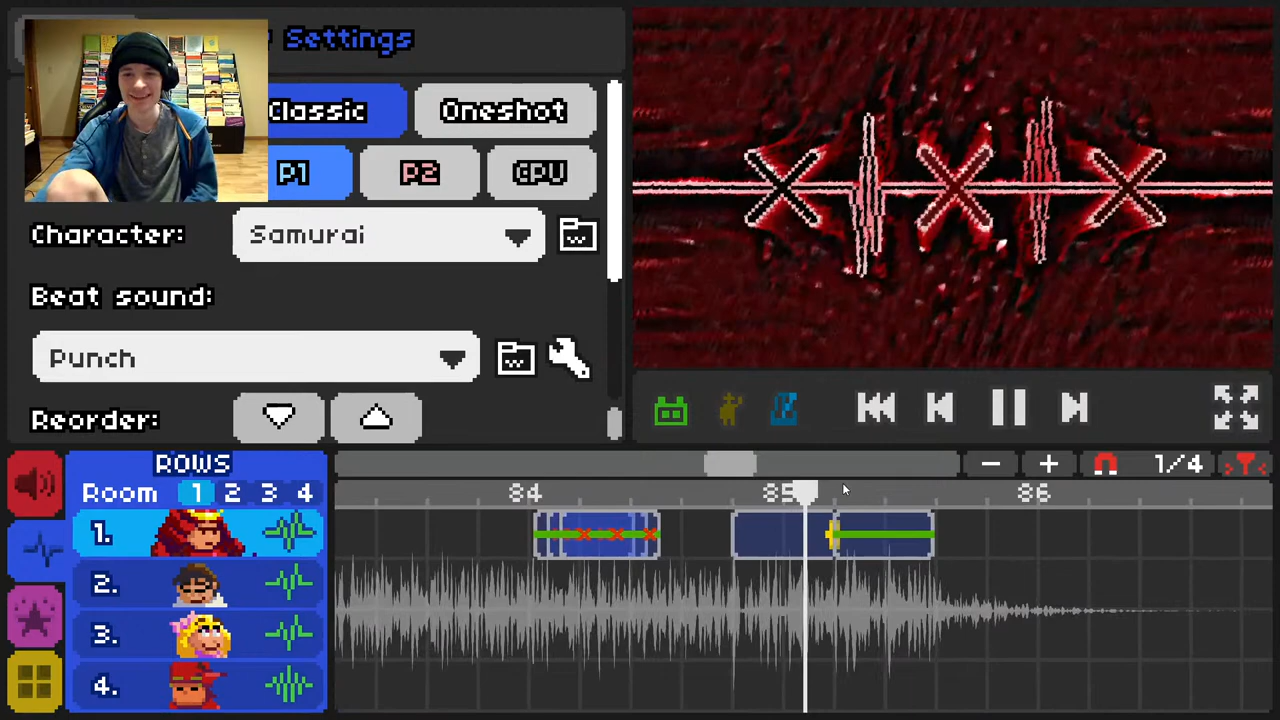 Settings
Classic
Oneshot
P1
P2
CPU
Character:
Samurai
Beat sound:
Punch
Reorder:
ROWS
1/4
Room 1 2 3 4
84
85
86
1.
2.
3.
4.